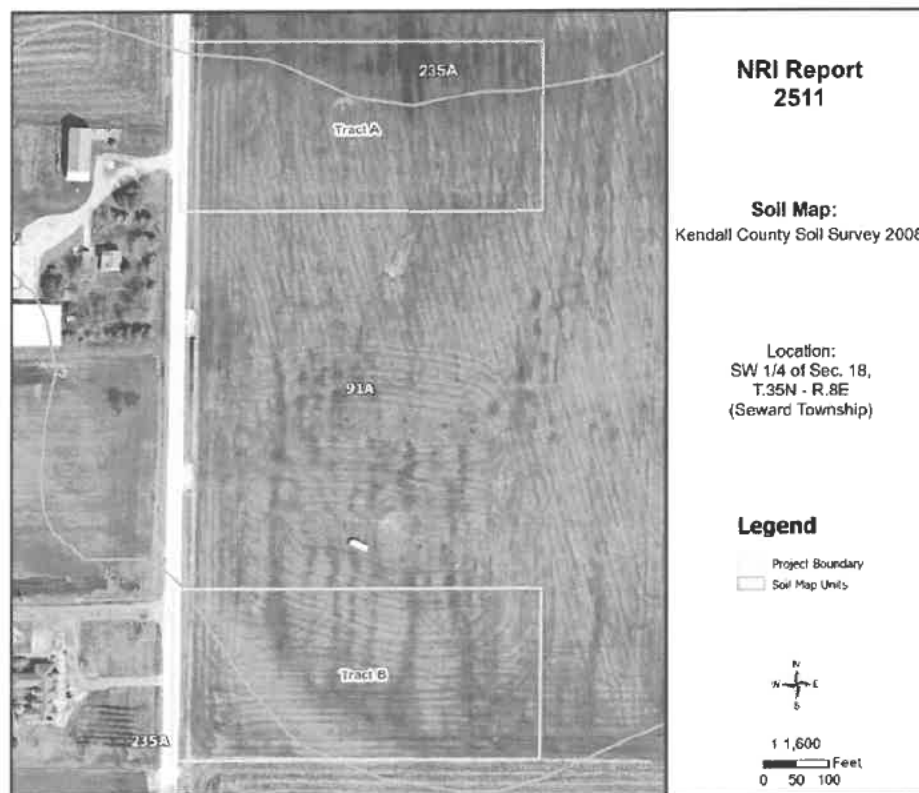 235A
Tract A
91A
Tract B
235A
NRI Report
2511
Soil Map:
Kendall County Soil Survey 2008
Location:
SW 1/4 of Sec. 18,
T.35N - R.8E
(Seward Township)
Legend
Project Boundary
Soil Map Units
N
W E
S
1 1,600
Feet
0 50 100